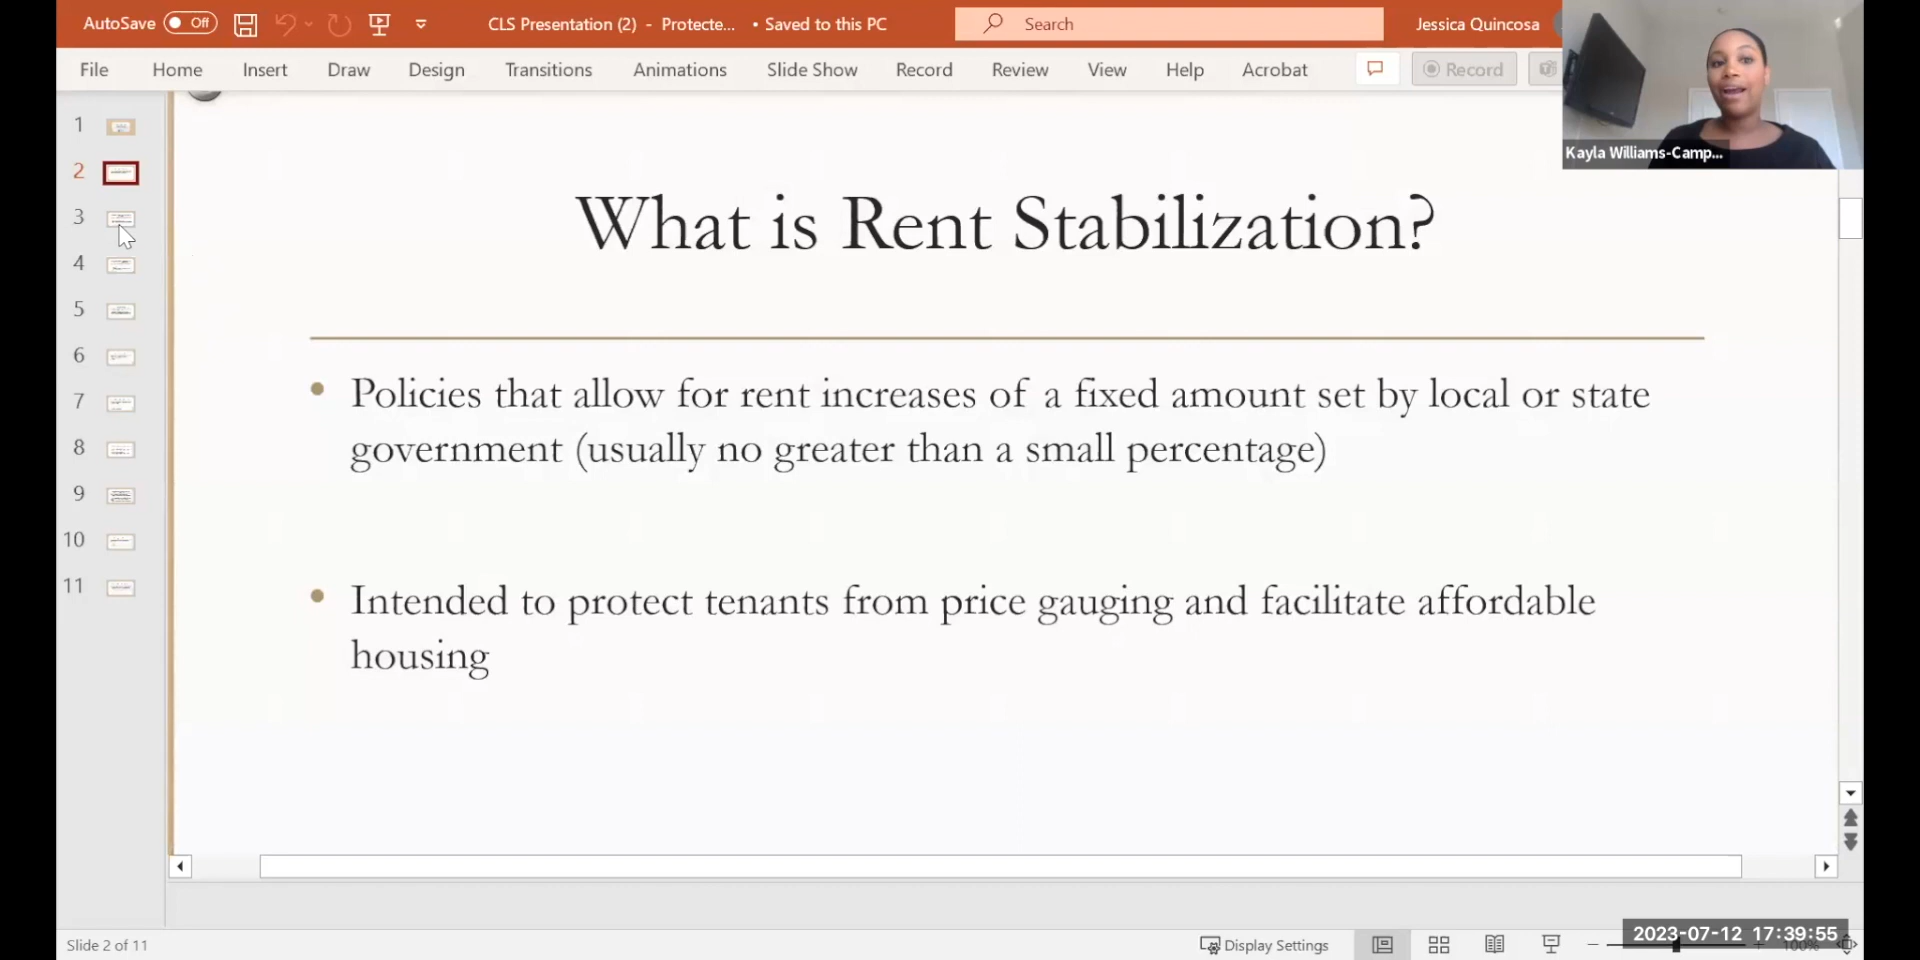 AutoSave Off CLS Presentation (2) - Protecte... • Saved to this PC Search Jessica Quincosa
File Home Insert Draw Design Transitions Animations Slide Show Record Review View Help Acrobat Record
Kayla Williams-Camp...
1
2
3
4
5
6
7
8
9
10
11
What is Rent Stabilization?
• Policies that allow for rent increases of a fixed amount set by local or state
government (usually no greater than a small percentage)
• Intended to protect tenants from price gauging and facilitate affordable
housing
Slide 2 of 11 Display Settings 100%
2023-07-12 17:39:55